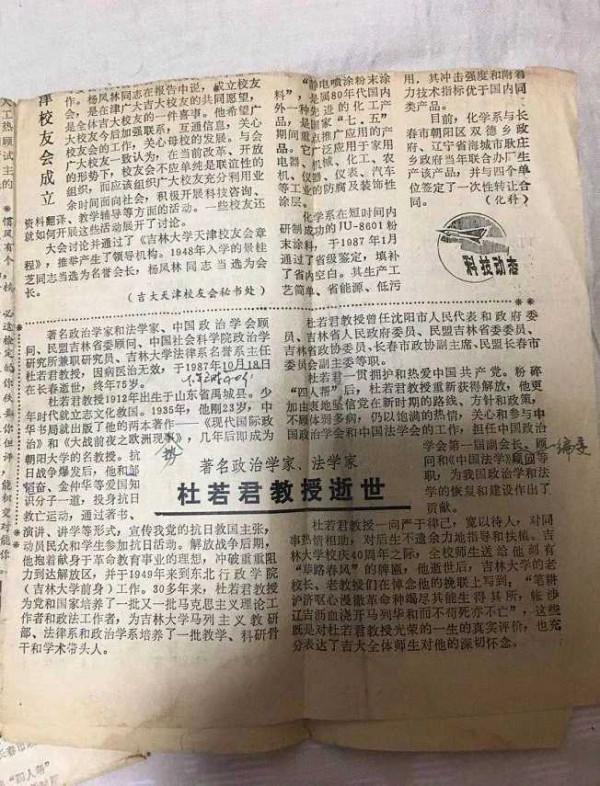 津校友会成立
作。杨凤林同志在报告中说，成立校友
会，是在津广大吉大校友的共同愿望，
是全体吉大校友的一件喜事。他希望广
大校友今后加强联系，互通信息，关心
校友会的工作，关心母校的发展。与会
广大校友一致认为，在当前改革、开放
的形势下，校友会不应单纯是联谊性的
组织，而应该组织广大校友充分利用业
余时间面向社会，积极开展科技咨询、
资料翻译、教学辅导等方面的活动。一些校友还
就如何开展这些活动展开了讨论。
大会讨论并通过了《吉林大学天津校友会章
程》，推举产生了领导机构。1948年入学的景桂
芝同志当选为名誉会长，杨凤林同志当选为会
长。
（吉大天津校友会秘书处）
静电喷涂粉末涂
料”，是属80年代国内
外一种先进的化工产
品，是国家“七、五”
期间重点推广应用的产
品。它广泛应用于家用
电器、机械、化工、农
机、仪器、仪表、汽车
等工业的防腐及装饰性
涂层。
化学系在短时间内
研制成功的JU-8601粉
末涂料，于1987年1月
通过了省级鉴定，填补
了省内空白。其生产工
艺简单、省能源、低污
用，其冲击强度和附着
力技术指标优于国内同
类产品。
目前，化学系与长
春市朝阳区双德乡政
府、辽宁省海城市耿庄
乡政府当年联合办厂生
产该产品，并与四个单
位签定了一次性转让合
同。
（化科）
科技动态
著名政治学家、法学家
杜若君教授逝世
著名政治学家和法学家、中国政治学会顾
问、民盟吉林省委顾问、中国社会科学院政治学
研究所兼职研究员、吉林大学法律系名誉系主任
杜若君教授，因病医治无效，于1987年10月18日
在长春逝世，终年75岁。
杜若君教授1912年出生于山东省禹城县。少
年时代就立志文化救国。1935年，他刚23岁，中
华书局就出版了他的两本著作——《现代国际政
治》和《大战前夜之欧洲现事》，几年后即成为
势
朝阳大学的名教授。抗
日战争爆发后，他和邹
韬奋、金仲华等爱国知
识分子一道，投身抗日
救亡运动，通过著书、
演讲、讲学等形式，宣传我党的抗日救国主张，
动员民众和学生参加抗日活动。解放战争后期，
他抱着献身于革命教育事业的理想，冲破重重阻
力到达解放区，并于1949年来到东北行政学院
（吉林大学前身）工作。30多年来，杜若君教授
为党和国家培养了一批又一批马克思主义理论工
作者和政法工作者，为吉林大学马列主义教研
部、法律系和政治学系培养了一批教学、科研骨
干和学术带头人。
杜若君教授曾任沈阳市人民代表和政府委
员、吉林省人民政府委员、民盟吉林省委委员、
吉林省政协委员、长春市政协副主席、民盟长春市
委员会副主委等职。
杜若君一贯拥护和热爱中国共产党。粉碎
“四人帮”后，杜若君教授重新获得解放，他更
加由衷地坚信党在新时期的路线、方针和政策，
不顾体弱多病，仍以饱满的热情，关心和参与中
国政治学和法学的恢复和建设工作，担任中国政治
学会第一届副会长、顾
问和《中国法学》顾问等
编委
职，为我国政治学和法
学的恢复和建设作出了
贡献。
杜若君教授一向严于律己，宽以待人，对同
事热情相助，对后生不遗余力地指导和扶植。吉
林大学校庆40周年之际，全校师生送给他刻有
“荜路春风”的牌匾，他逝世后，吉林大学的老
校长、老教授们在悼念他的挽联上写到，“笔耕
沪济呕心漫徽革命种竭尽其能生得其所，帐涉
辽吉沥血浇开马列华和而不苟死亦不亡”，这些
既是对杜若君教授光荣的一生的真实评价，也充
分表达了吉大全体师生对他的深切怀念。